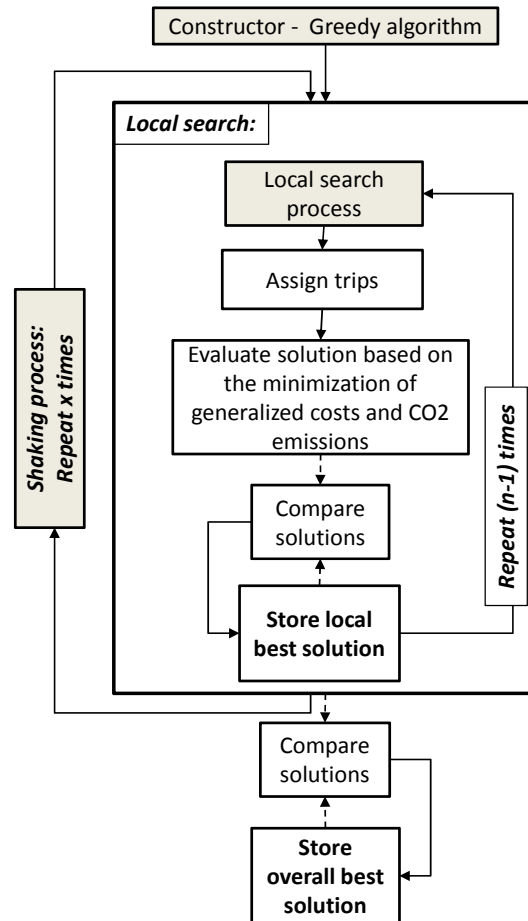 Constructor - Greedy algorithm
Local search:
Local search
process
Assign trips
Evaluate solution based on
the minimization of
generalized costs and CO2
emissions
Compare
solutions
Store local
best solution
Repeat (n-1) times
Shaking process:
Repeat x times
Compare
solutions
Store
overall best
solution